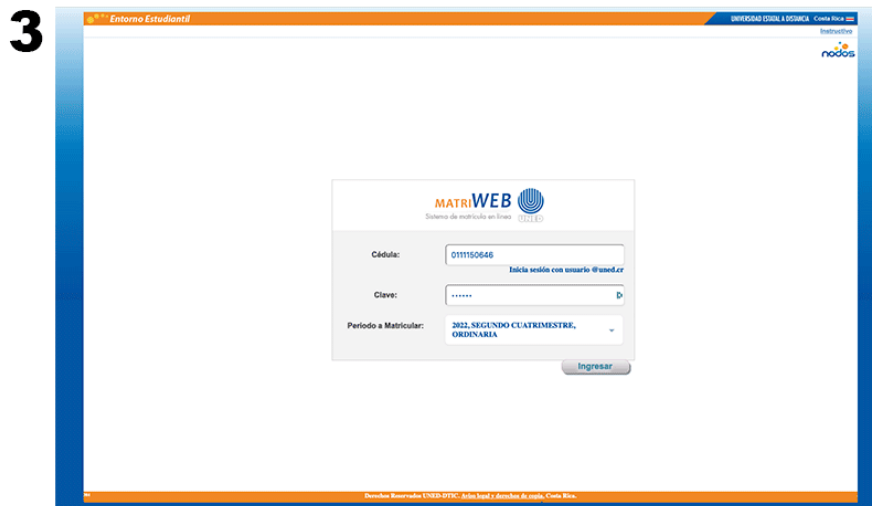 3
Entorno Estudiantil
UNIVERSIDAD ESTATAL A DISTANCIA Costa Rica
Instructivo
nodos
MATRIWEB
Sistema de matrícula en línea UNED
Cédula:
0111150646
Inicia sesión con usuario @uned.cr
Clave:
······
Periodo a Matricular:
2022, SEGUNDO CUATRIMESTRE,
ORDINARIA
Ingresar
Derechos Reservados UNED-DTIC. Aviso legal y derechos de copia, Costa Rica.